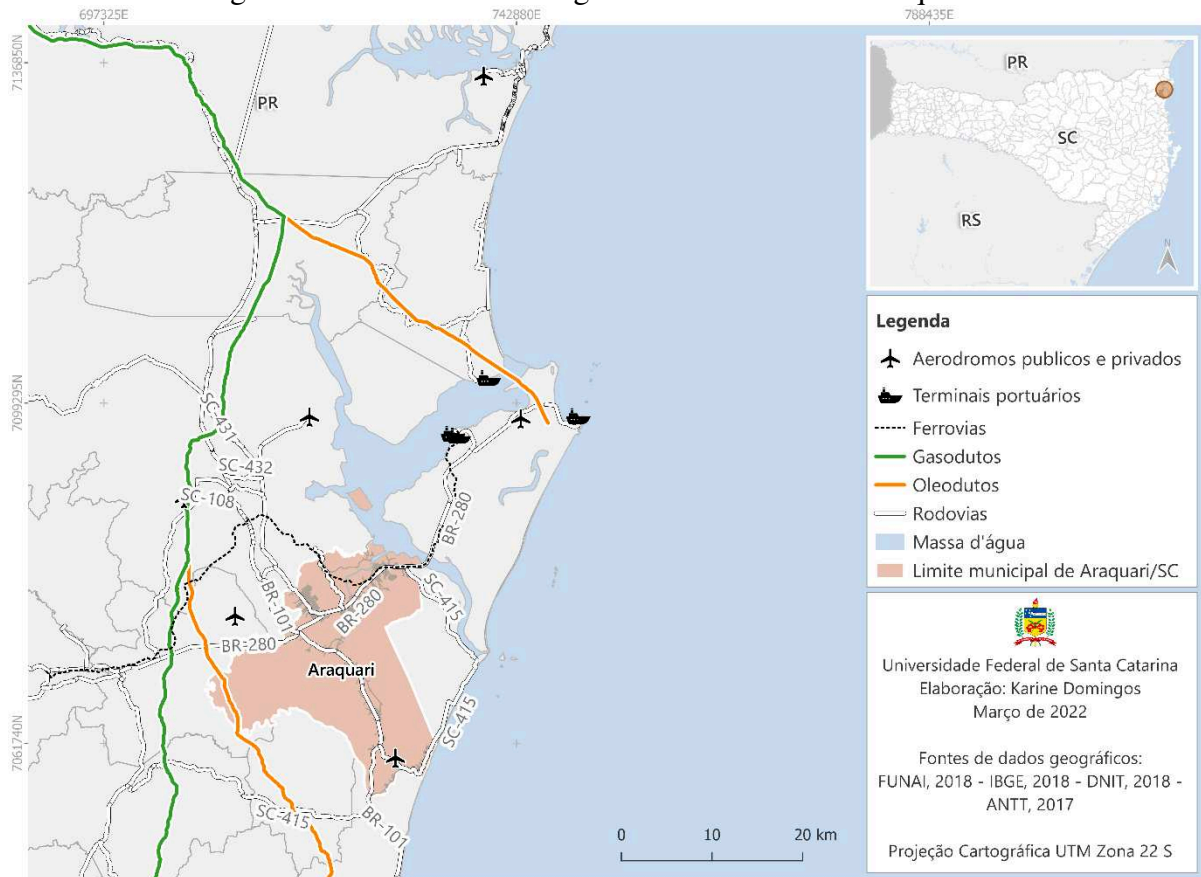 697325E
742880E
788435E
7136850N
7099295N
7061740N
PR
SC-431
SC-432
SC-108
BR-101
BR-280
BR-280
BR-280
SC-415
Araquari
SC-415
SC-415
BR-101
0 10 20 km
PR
SC
RS
N
Legenda
Aerodromos publicos e privados
Terminais portuários
Ferrovias
Gasodutos
Oleodutos
Rodovias
Massa d'água
Limite municipal de Araquari/SC
Universidade Federal de Santa Catarina
Elaboração: Karine Domingos
Março de 2022
Fontes de dados geográficos:
FUNAI, 2018 - IBGE, 2018 - DNIT, 2018 -
ANTT, 2017
Projeção Cartográfica UTM Zona 22 S